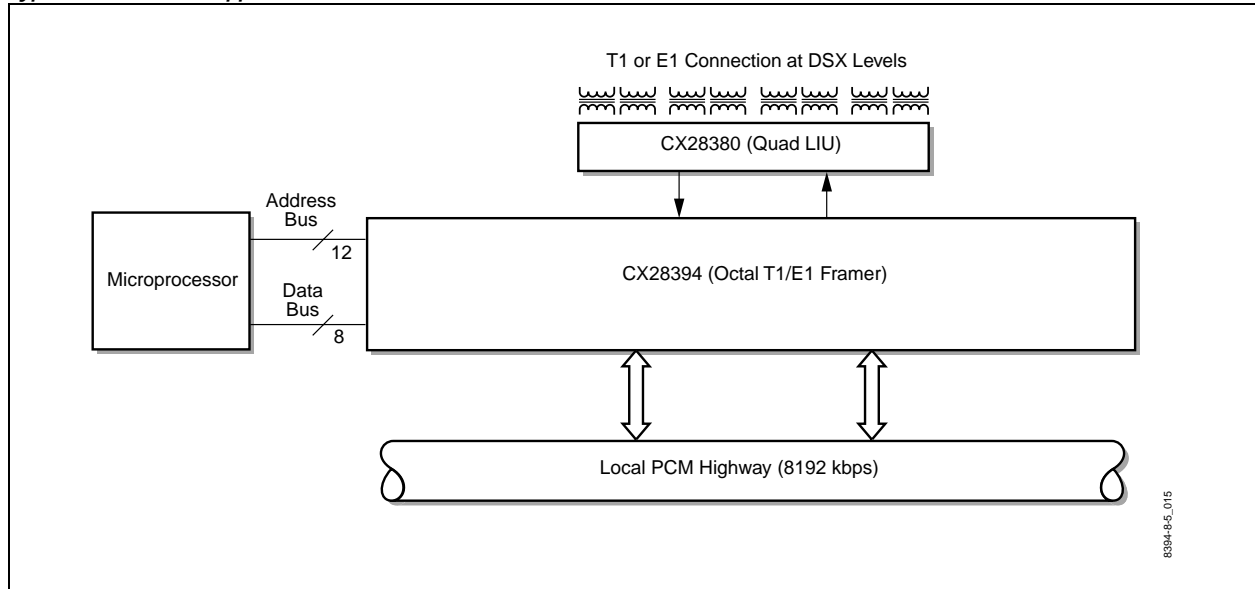 T1 or E1 Connection at DSX Levels
CX28380 (Quad LIU)
Address
Bus
12
Microprocessor
CX28394 (Octal T1/E1 Framer)
Data
Bus
8
Local PCM Highway (8192 kbps)
8394-8-5_015